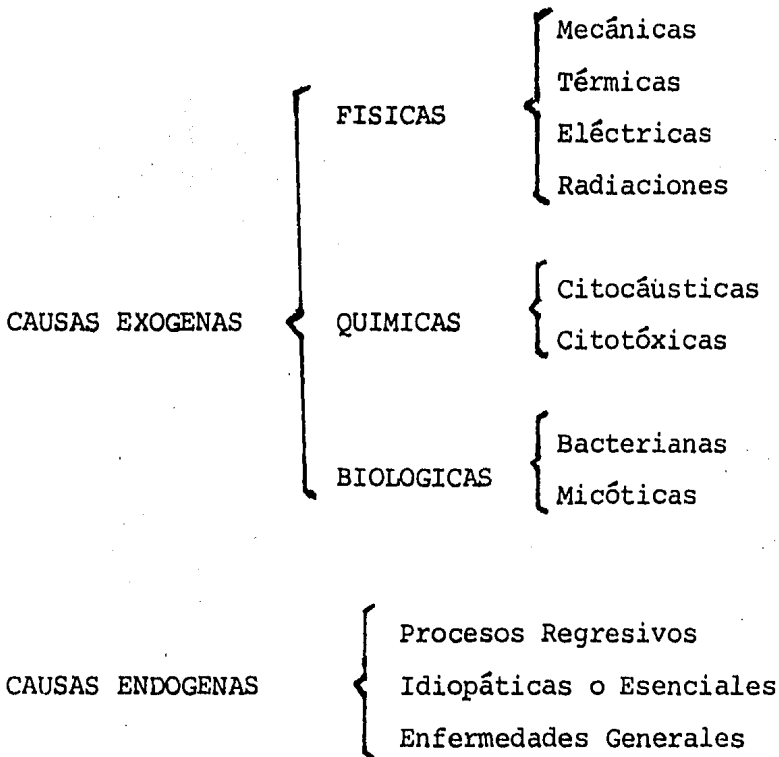 Mecánicas
Térmicas
FISICAS
Eléctricas
Radiaciones
Citocáusticas
CAUSAS EXOGENAS
QUIMICAS
Citotóxicas
Bacterianas
BIOLOGICAS
Micóticas
Procesos Regresivos
CAUSAS ENDOGENAS
Idiopáticas o Esenciales
Enfermedades Generales